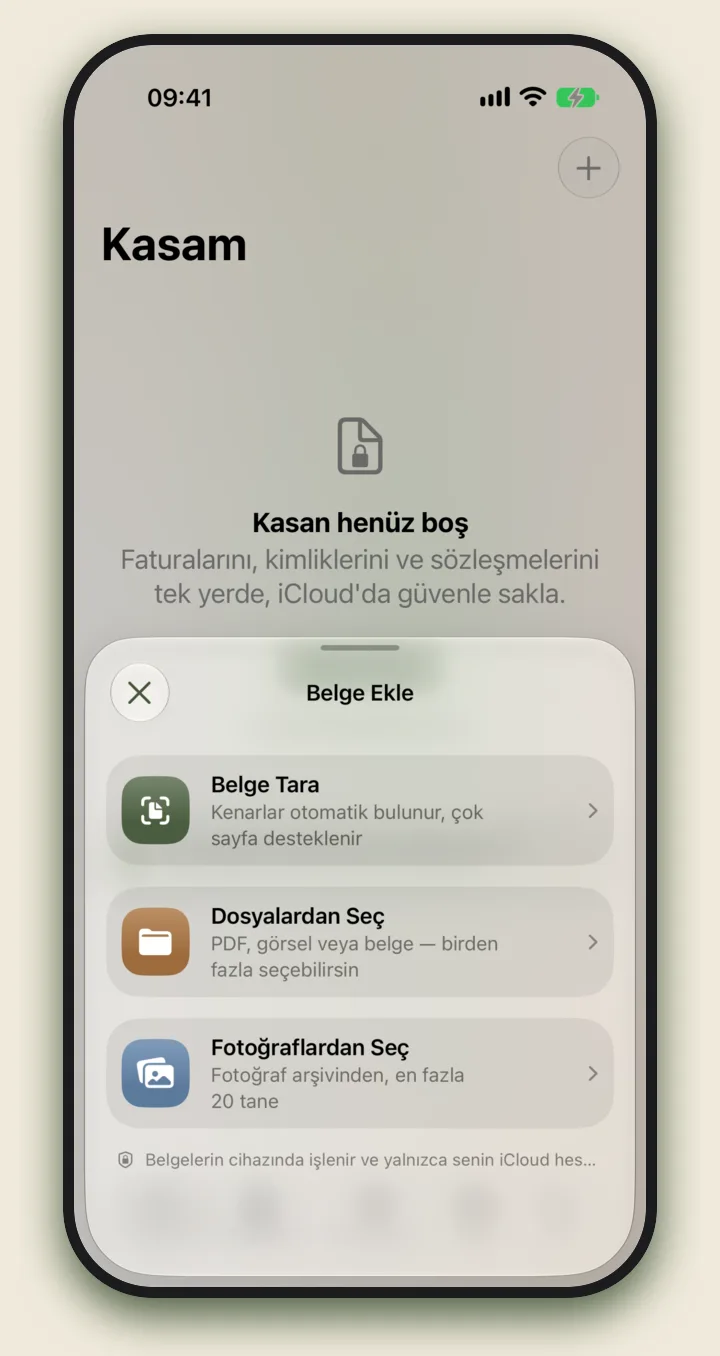 09:41
Kasam
Kasan henüz boş
Faturalarını, kimliklerini ve sözleşmelerini
tek yerde, iCloud'da güvenle sakla.
Belge Ekle
Belge Tara
Kenarlar otomatik bulunur, çok
sayfa desteklenir
Dosyalardan Seç
PDF, görsel veya belge — birden
fazla seçebilirsin
Fotoğraflardan Seç
Fotoğraf arşivinden, en fazla
20 tane
Belgelerin cihazında işlenir ve yalnızca senin iCloud hes...